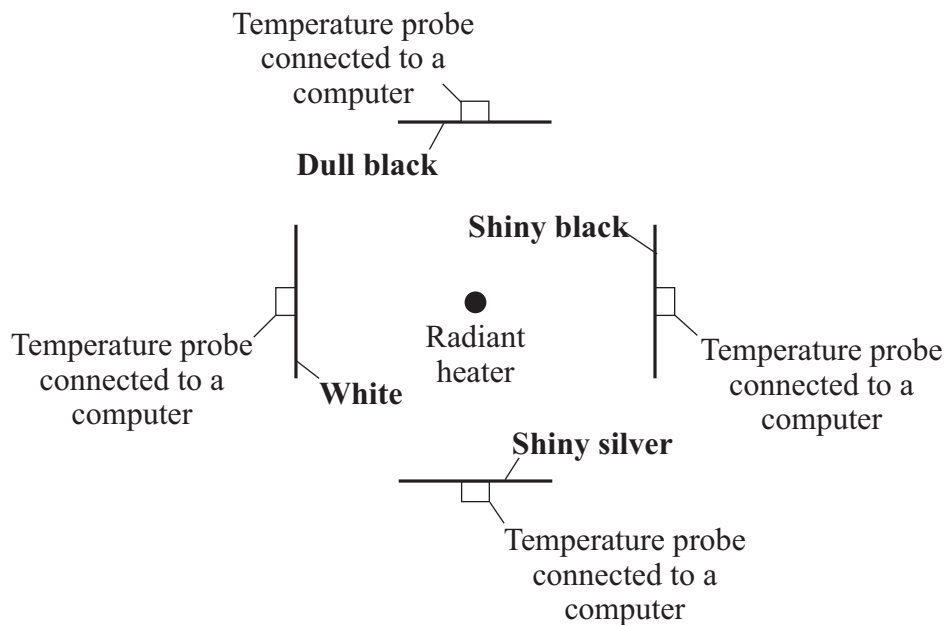 Temperature probe
connected to a
computer
Dull black
Shiny black
Radiant
heater
Temperature probe
connected to a
computer
White
Temperature probe
connected to a
computer
Shiny silver
Temperature probe
connected to a
computer